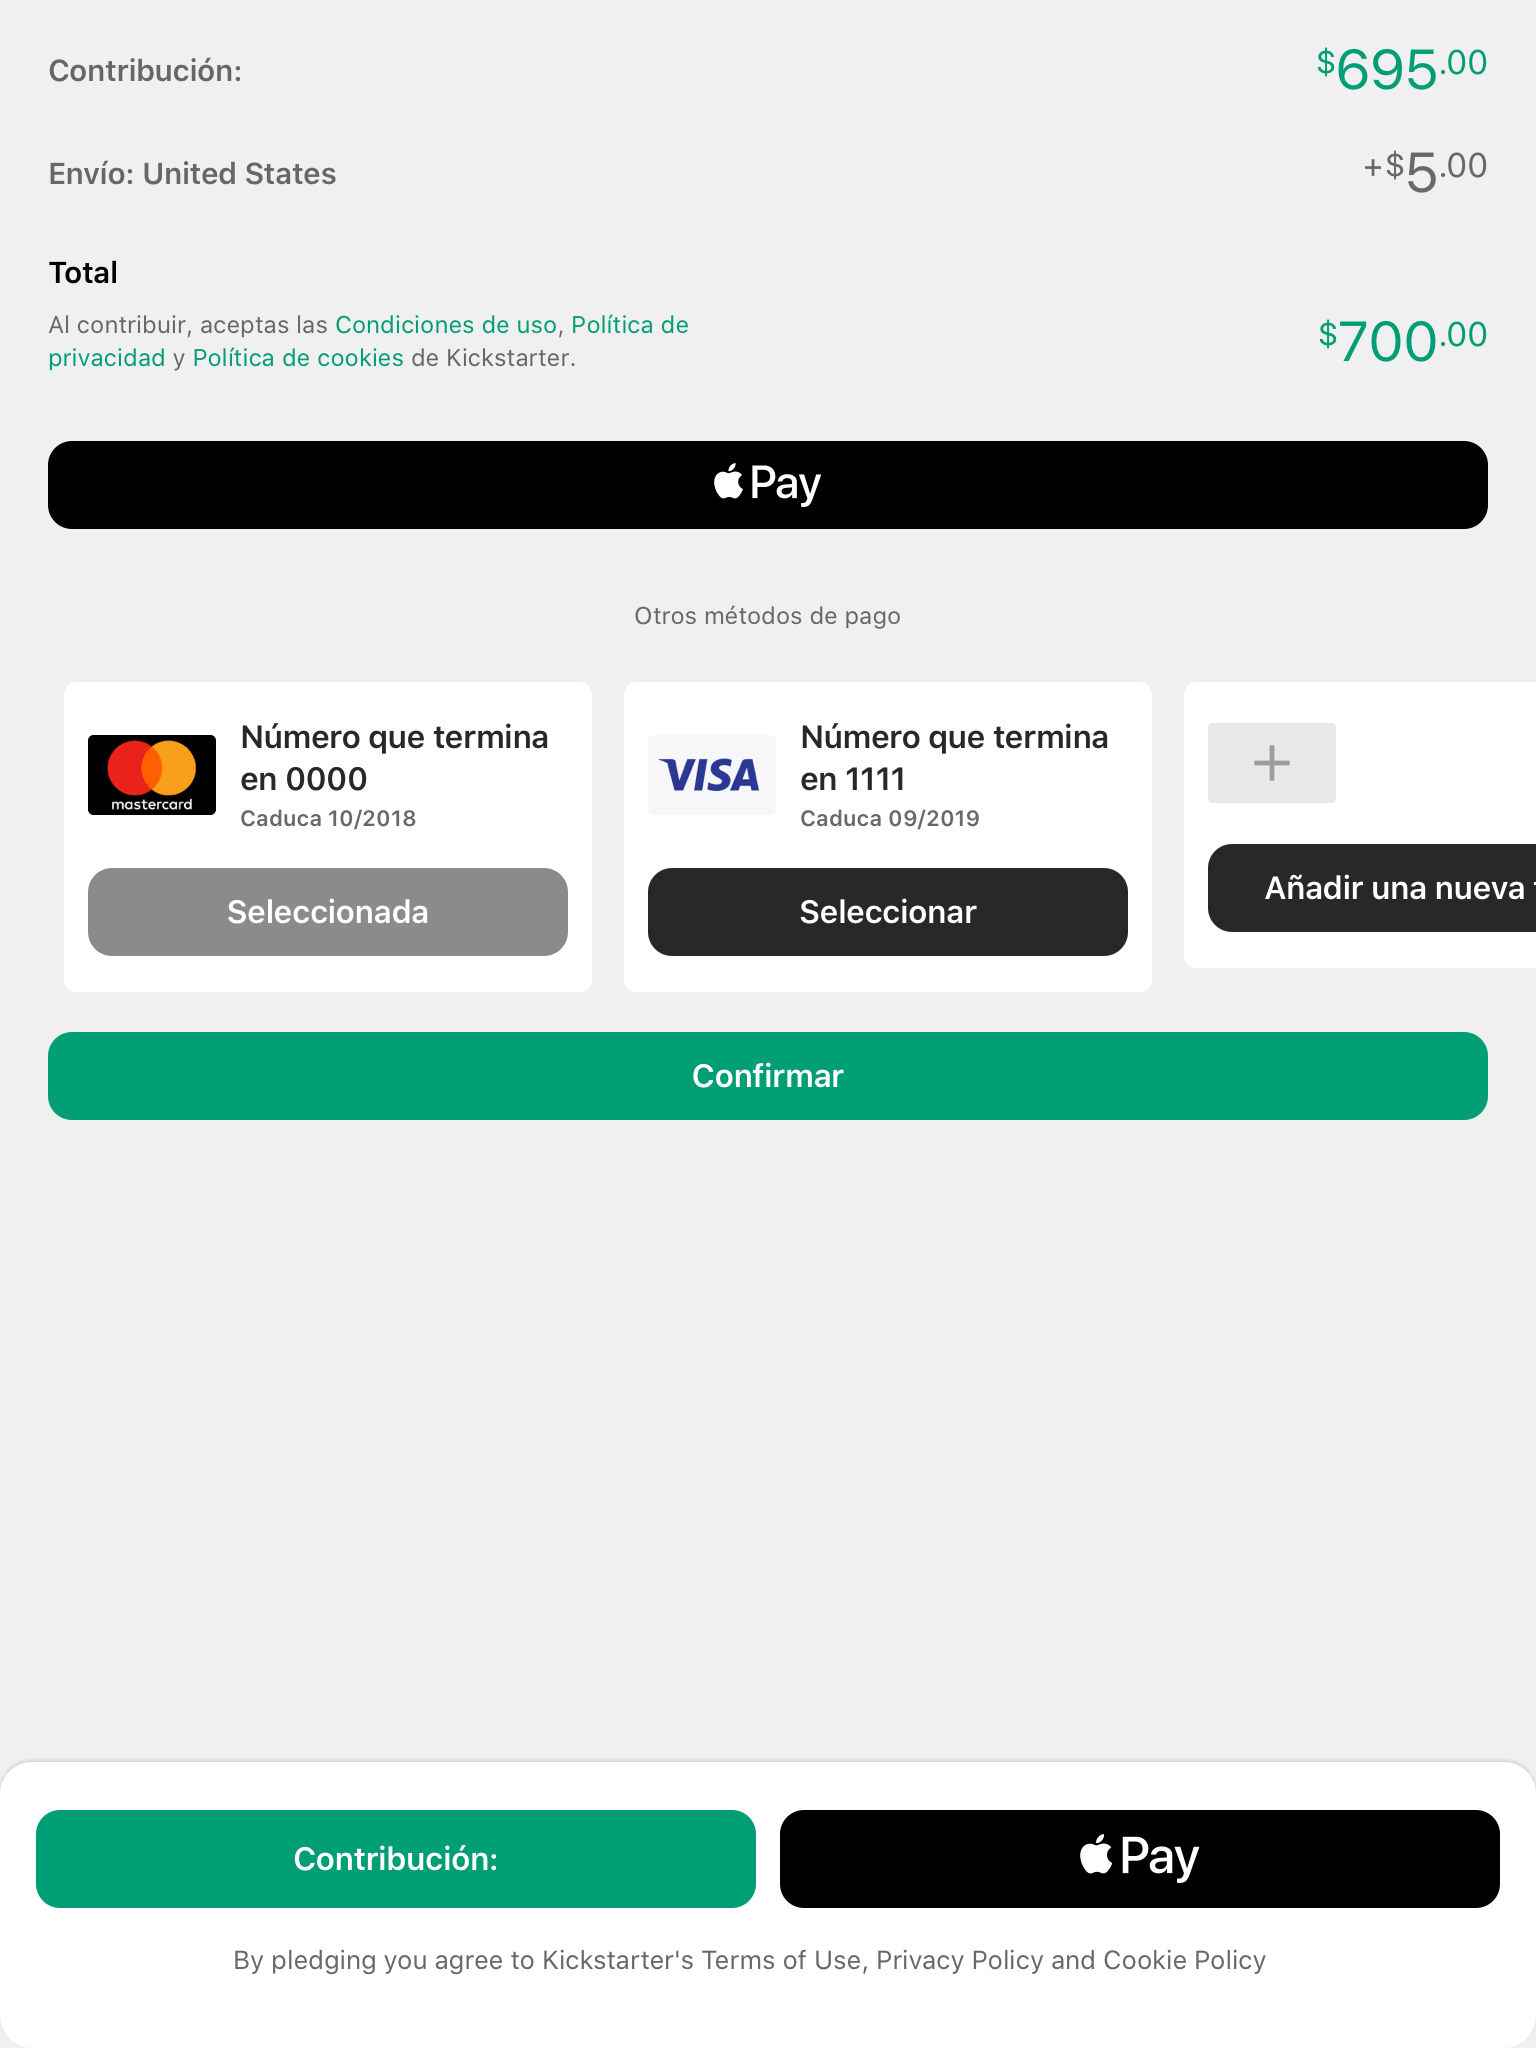 Contribución:
$695.00
Envío: United States
+$5.00
Total
Al contribuir, aceptas las Condiciones de uso, Política de
privacidad y Política de cookies de Kickstarter.
$700.00
Pay
Otros métodos de pago
mastercard
Número que termina
en 0000
Caduca 10/2018
Seleccionada
VISA
Número que termina
en 1111
Caduca 09/2019
Seleccionar
+
Añadir una nueva
Confirmar
Contribución:
Pay
By pledging you agree to Kickstarter's Terms of Use, Privacy Policy and Cookie Policy